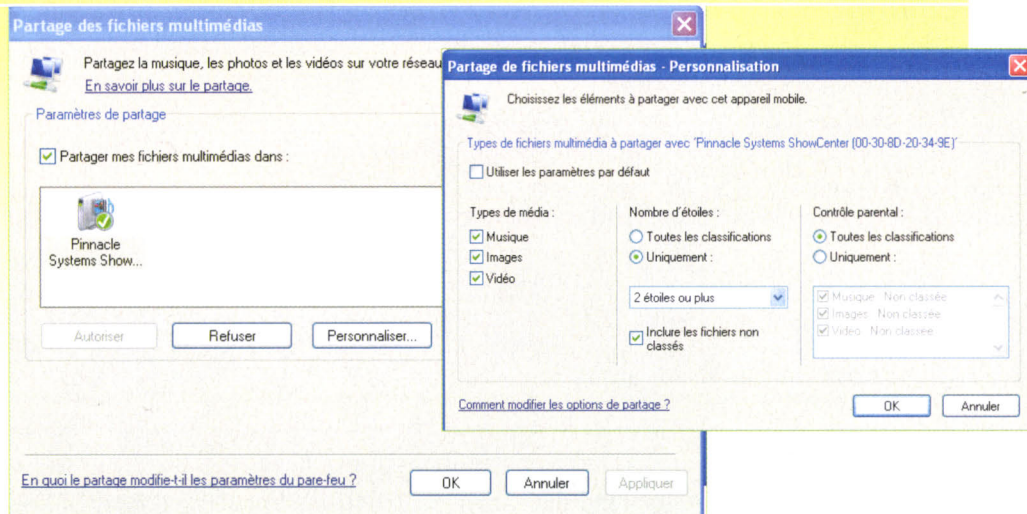 Partage des fichiers multimédias
Partagez la musique, les photos et les vidéos sur votre réseau
En savoir plus sur le partage.
Paramètres de partage
Partager mes fichiers multimédias dans :
Pinnacle
Systems Show...
Autoriser
Refuser
Personnaliser...
En quoi le partage modifie-t-il les paramètres du pare-feu ?
OK
Annuler
Appliquer
Partage de fichiers multimédias - Personnalisation
Choisissez les éléments à partager avec cet appareil mobile.
Types de fichiers multimédia à partager avec 'Pinnacle Systems ShowCenter (00-30-8D-20-34-9E)'
Utiliser les paramètres par défaut
Types de média :
Musique
Images
Vidéo
Nombre d'étoiles :
Toutes les classifications
Uniquement :
2 étoiles ou plus
Inclure les fichiers non
classés
Contrôle parental :
Toutes les classifications
Uniquement :
Musique Non classée
Images Non classée
Vidéo Non classée
Comment modifier les options de partage ?
OK
Annuler